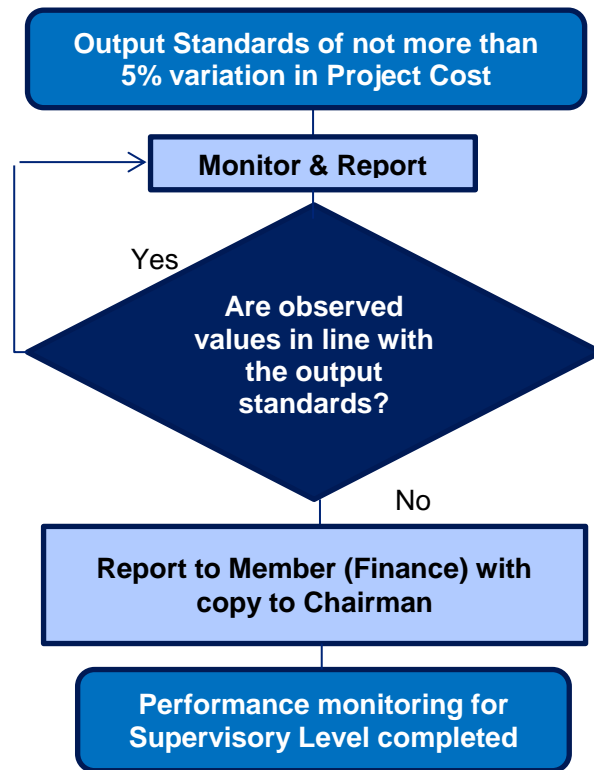 Output Standards of not more than
5% variation in Project Cost
Monitor & Report
Yes
Are observed
values in line with
the output
standards?
No
Report to Member (Finance) with
copy to Chairman
Performance monitoring for
Supervisory Level completed